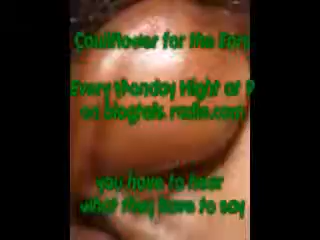 Cauliflower for the Ears
Every Monday Night at 9
on blogtalk radio.com
you have to hear
what they have to say